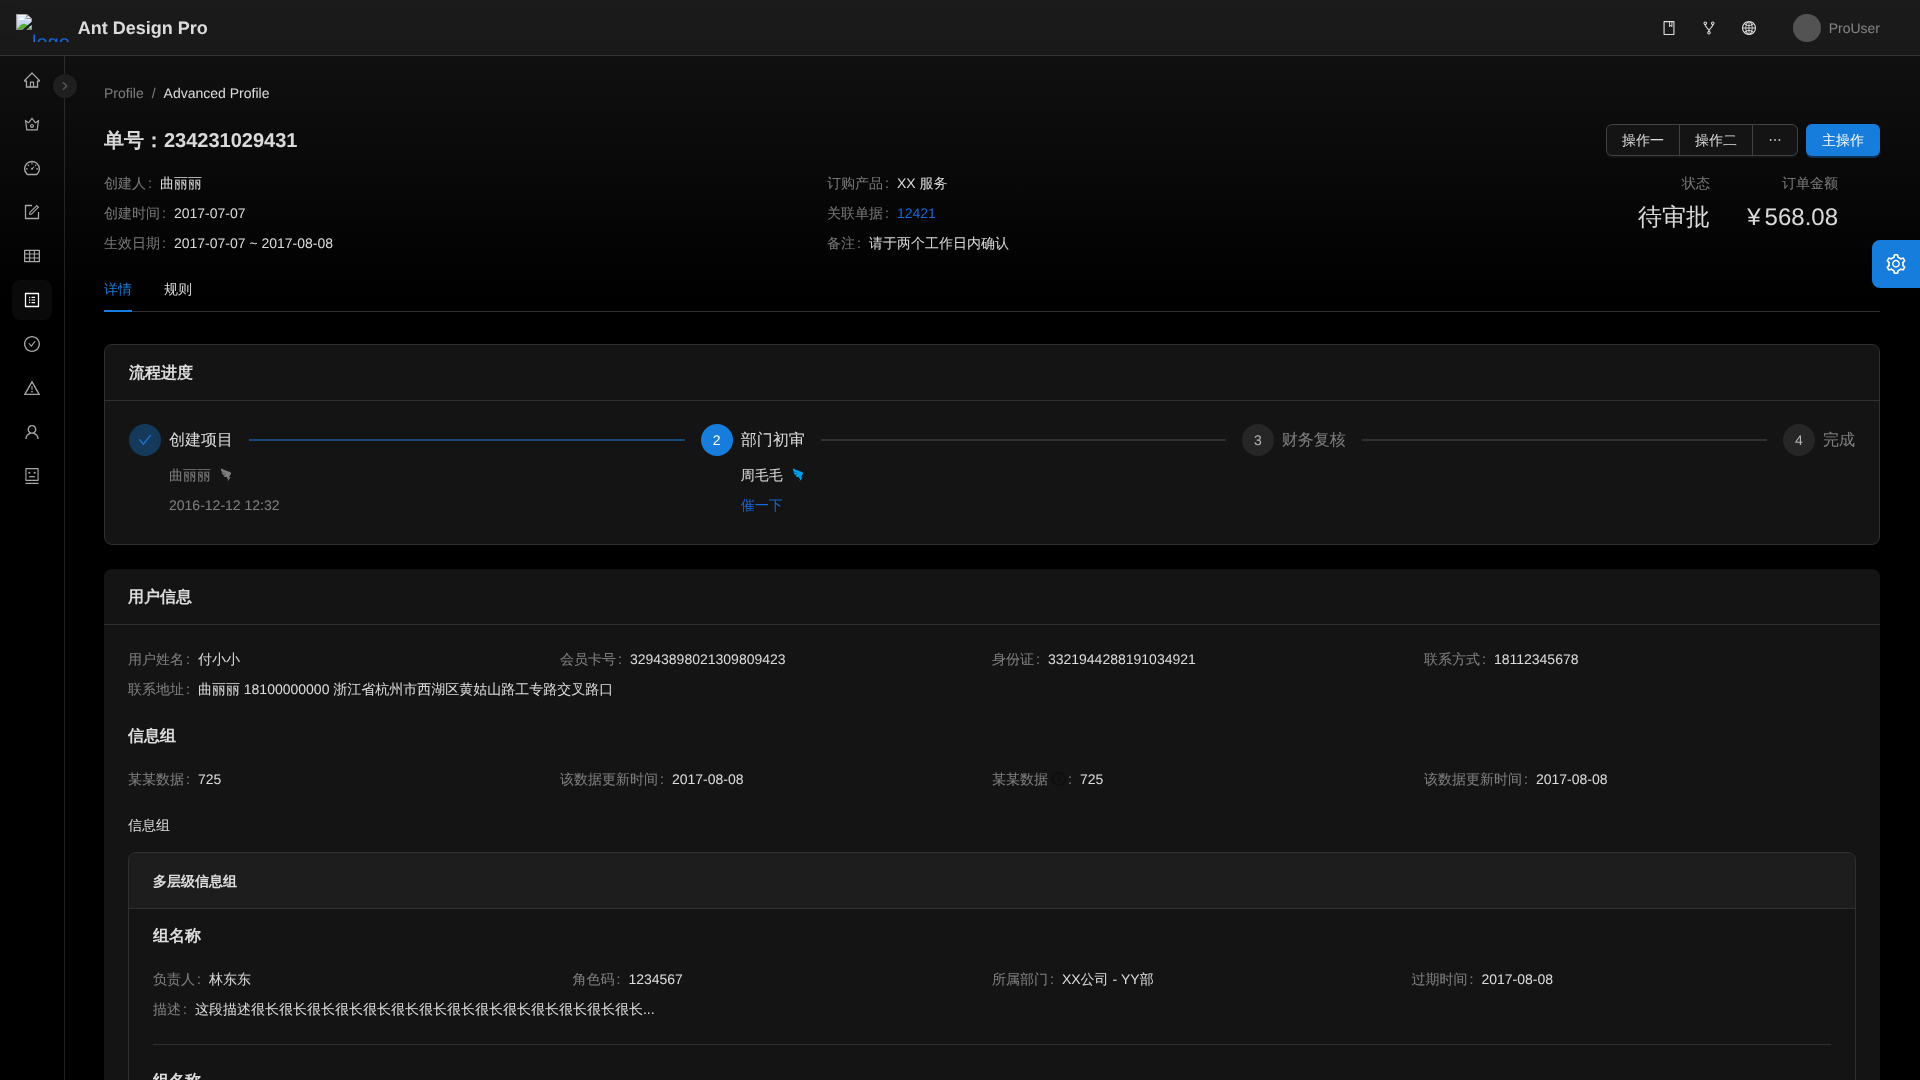 logo Ant Design Pro
ProUser
Profile / Advanced Profile
单号：234231029431
操作一 操作二 ··· 主操作
创建人: 曲丽丽
订购产品: XX 服务
状态 订单金额
创建时间: 2017-07-07
关联单据: 12421
待审批 ¥ 568.08
生效日期: 2017-07-07 ~ 2017-08-08
备注: 请于两个工作日内确认
详情 规则
流程进度
创建项目 2 部门初审 3 财务复核 4 完成
曲丽丽 周毛毛
2016-12-12 12:32 催一下
用户信息
用户姓名: 付小小 会员卡号: 32943898021309809423 身份证: 3321944288191034921 联系方式: 18112345678
联系地址: 曲丽丽 18100000000 浙江省杭州市西湖区黄姑山路工专路交叉路口
信息组
某某数据: 725 该数据更新时间: 2017-08-08 某某数据 : 725 该数据更新时间: 2017-08-08
信息组
多层级信息组
组名称
负责人: 林东东 角色码: 1234567 所属部门: XX公司 - YY部 过期时间: 2017-08-08
描述: 这段描述很长很长很长很长很长很长很长很长很长很长很长很长很长很长...
组名称